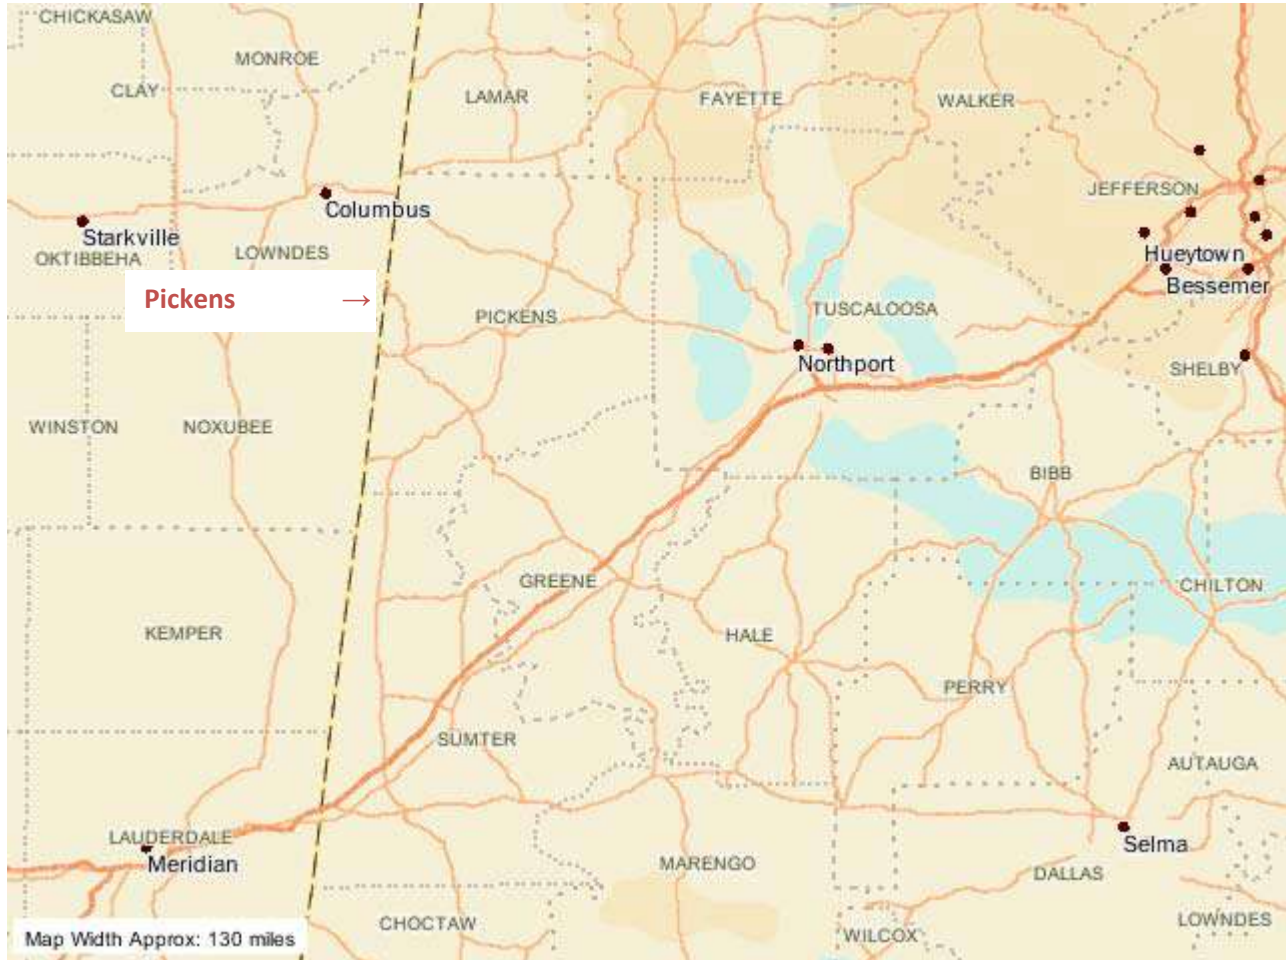 CHICKASAW
MONROE
CLAY
LAMAR
FAYETTE
WALKER
JEFFERSON
Columbus
Starkville
OKTIBBEHA
LOWNDES
Hueytown
Bessemer
Pickens →
PICKENS
TUSCALOOSA
Northport
SHELBY
WINSTON
NOXUBEE
BIBB
GREENE
CHILTON
KEMPER
HALE
PERRY
SUMTER
AUTAUGA
LAUDERDALE
Meridian
Selma
MARENGO
DALLAS
CHOCTAW
LOWNDES
WILCOX
Map Width Approx: 130 miles